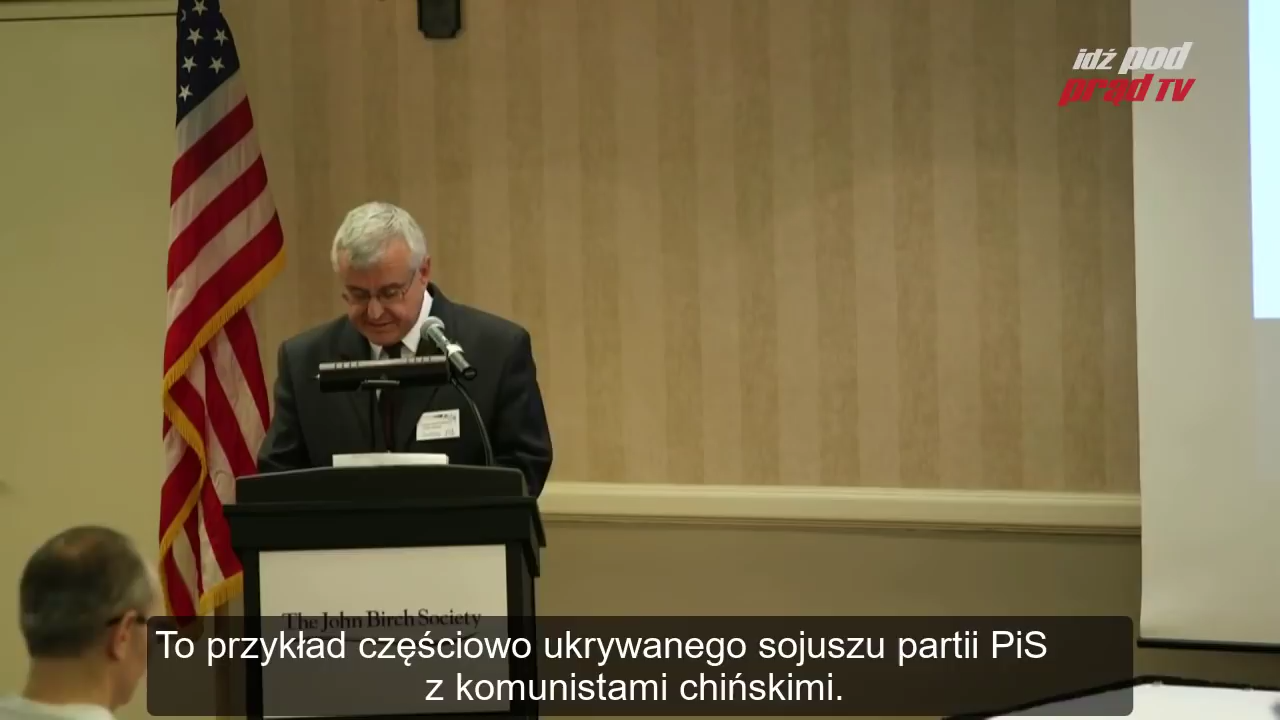 idź pod
prąd TV
The John Birch Society
To przykład częściowo ukrywanego sojuszu partii PiS
z komunistami chińskimi.